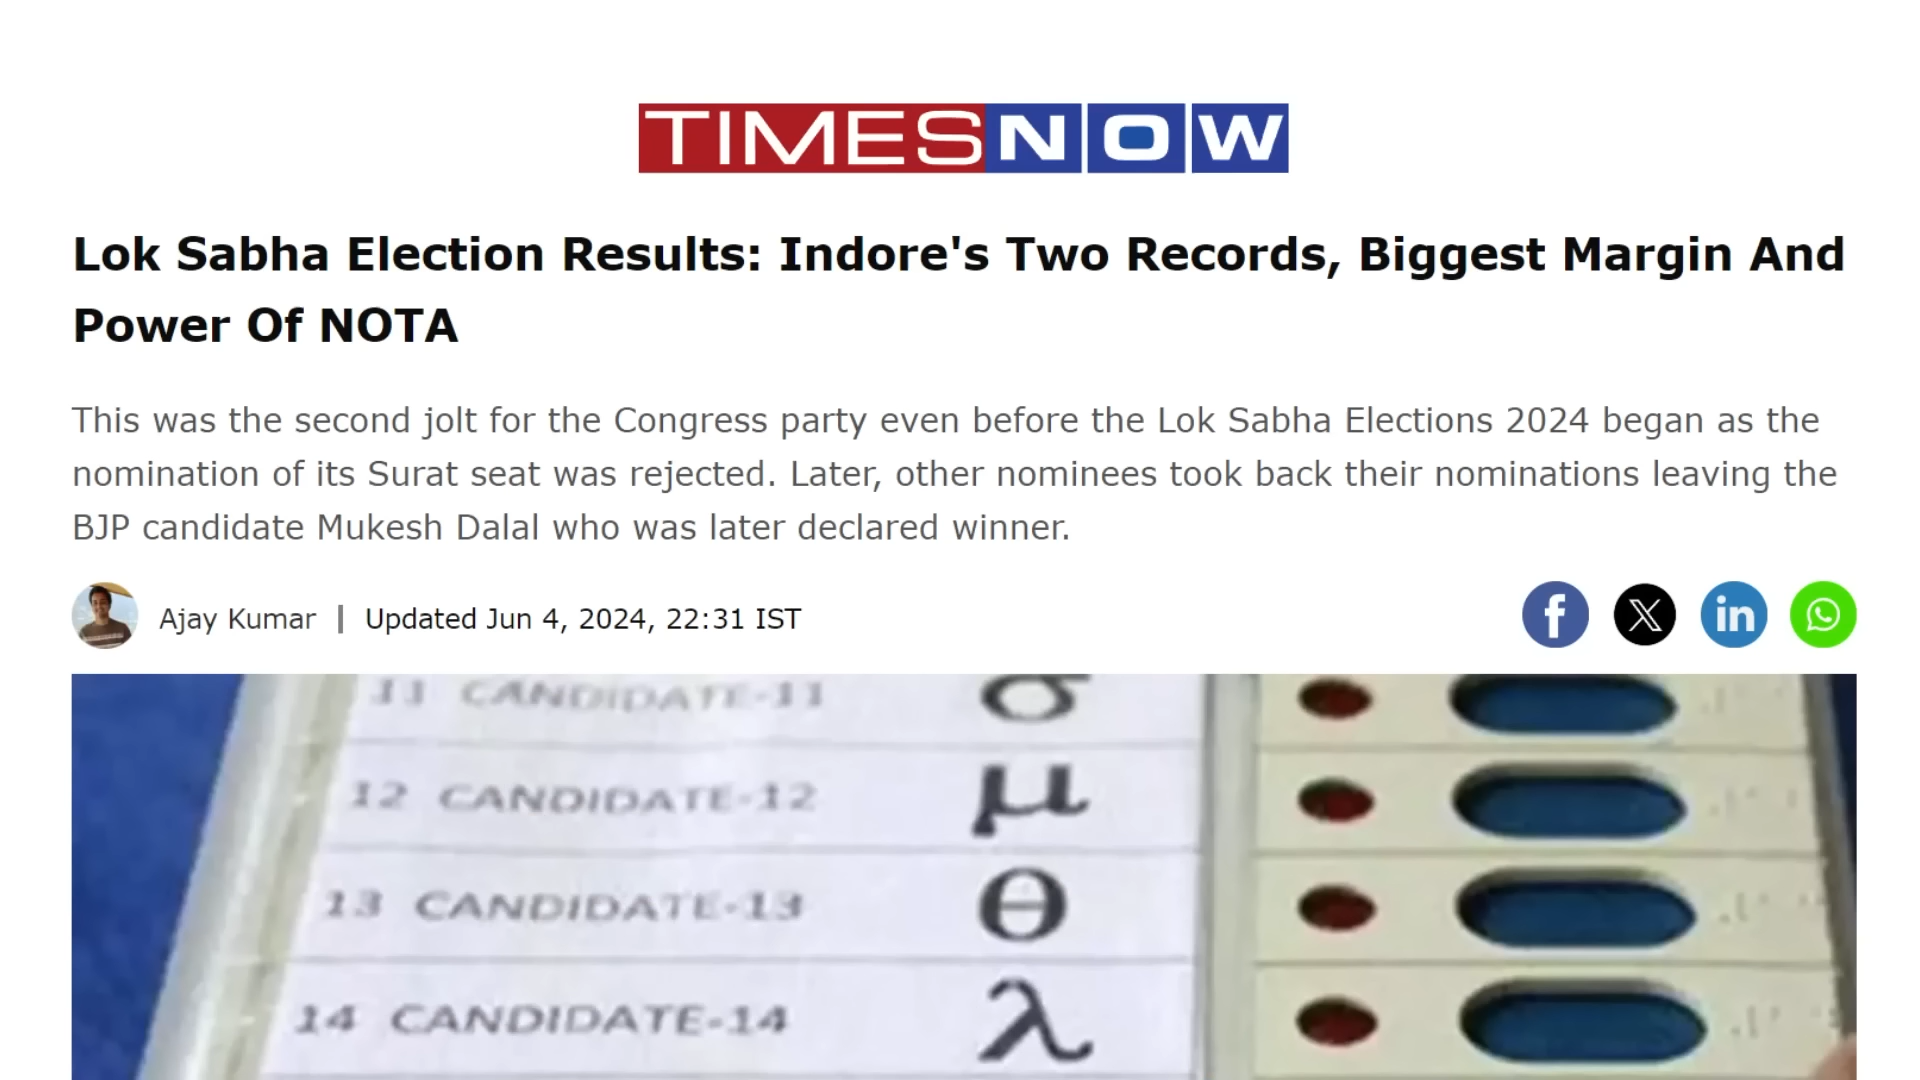 TIMES NOW
Lok Sabha Election Results: Indore's Two Records, Biggest Margin And
Power Of NOTA
This was the second jolt for the Congress party even before the Lok Sabha Elections 2024 began as the
nomination of its Surat seat was rejected. Later, other nominees took back their nominations leaving the
BJP candidate Mukesh Dalal who was later declared winner.
Ajay Kumar | Updated Jun 4, 2024, 22:31 IST
11 CANDIDATE-11 σ
12 CANDIDATE-12 μ
13 CANDIDATE-13 θ
14 CANDIDATE-14 λ